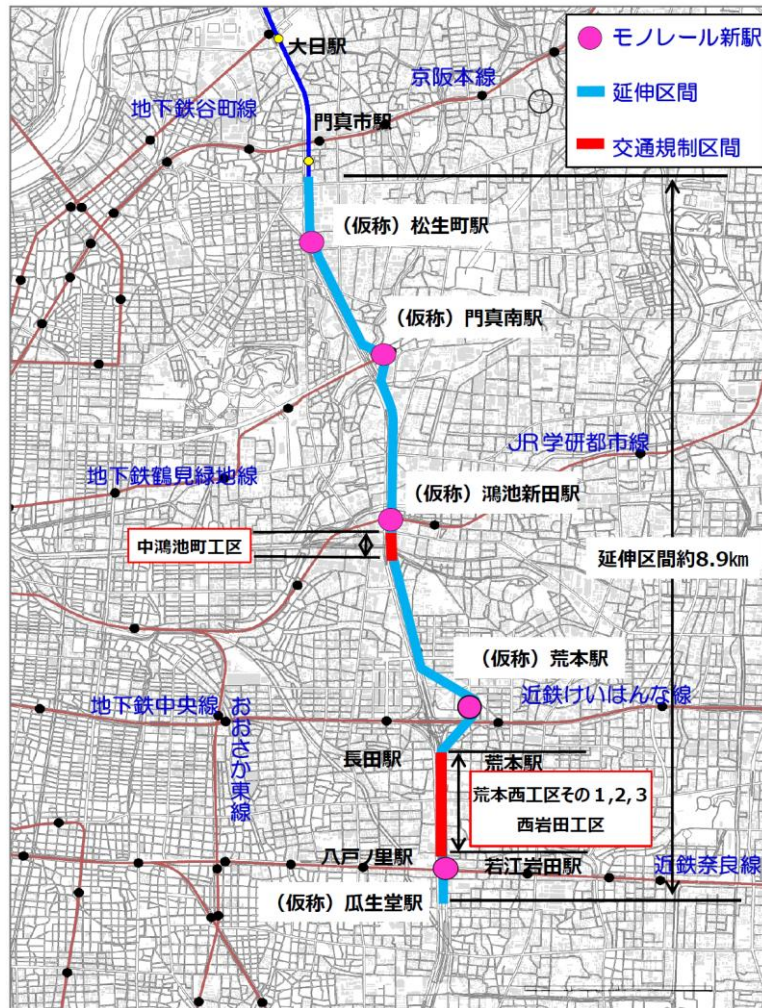 モノレール新駅
延伸区間
交通規制区間
大日駅
京阪本線
地下鉄谷町線
門真市駅
（仮称）松生町駅
（仮称）門真南駅
JR学研都市線
地下鉄鶴見緑地線
（仮称）鴻池新田駅
中鴻池町工区
延伸区間約8.9㎞
（仮称）荒本駅
地下鉄中央線
近鉄けいはんな線
おおさか東線
長田駅
荒本駅
荒本西工区その１,２,３
西岩田工区
八戸ノ里駅
若江岩田駅
近鉄奈良線
（仮称）瓜生堂駅